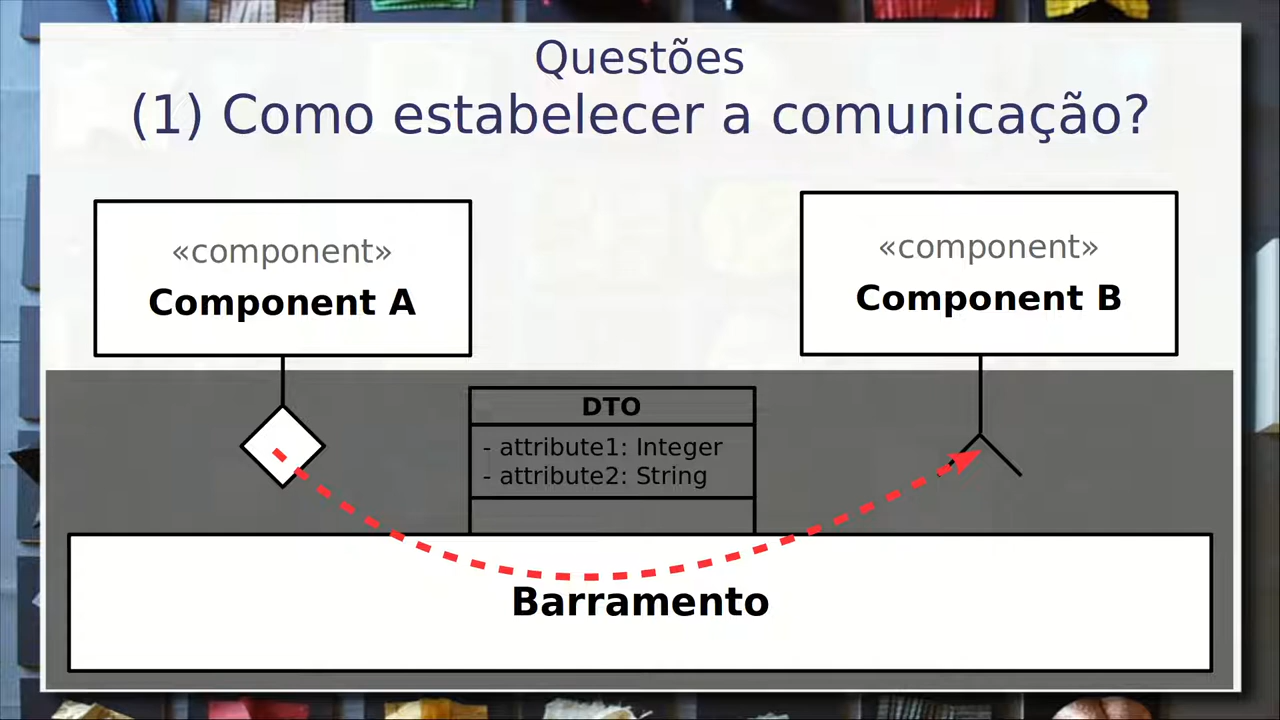 Questões
(1) Como estabelecer a comunicação?
«component»
Component A
«component»
Component B
DTO
- attribute1: Integer
- attribute2: String
Barramento